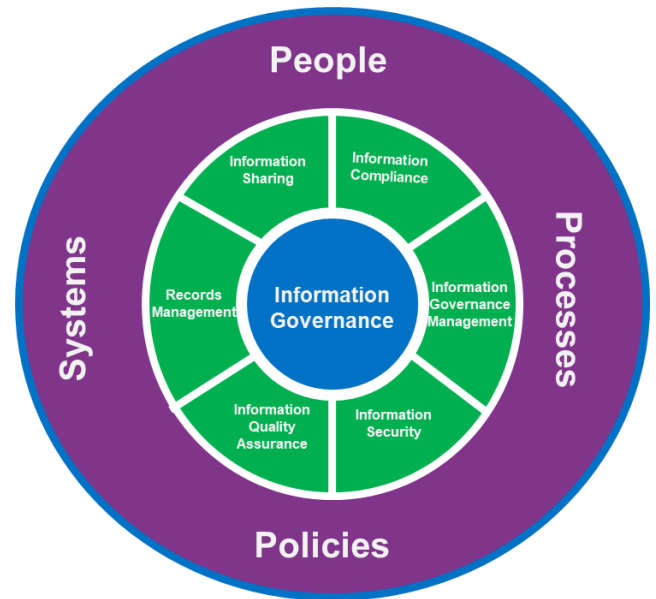 People
Information
Sharing
Information
Compliance
Systems
Records
Management
Information
Governance
Information
Governance
Management
Processes
Information
Quality
Assurance
Information
Security
Policies